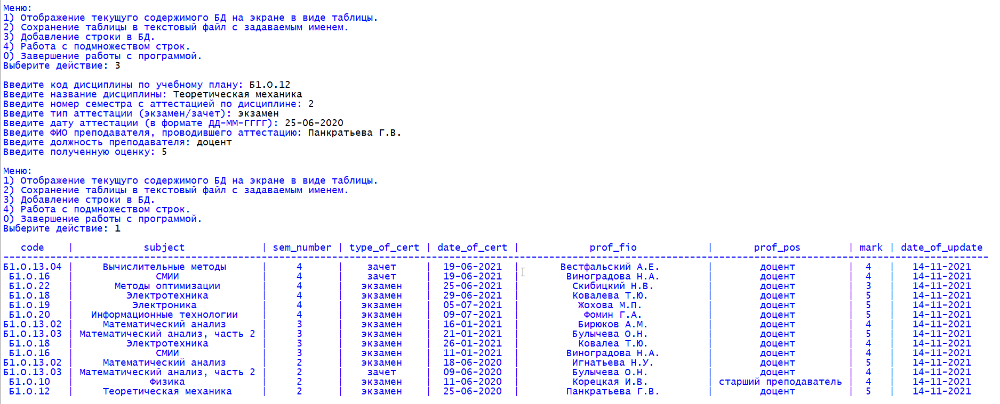 Меню:
1) Отображение текущуго содержимого БД на экране в виде таблицы.
2) Сохранение таблицы в текстовый файл с задаваемым именем.
3) Добавление строки в БД.
4) Работа с подмножеством строк.
0) Завершение работы с программой.
Выберите действие: 3
Введите код дисциплины по учебному плану: Б1.О.12
Введите название дисциплины: Теоретическая механика
Введите номер семестра с аттестацией по дисциплине: 2
Введите тип аттестации (экзамен/зачет): экзамен
Введите дату аттестации (в формате ДД-ММ-ГГГГ): 25-06-2020
Введите ФИО преподавателя, проводившего аттестацию: Панкратьева Г.В.
Введите должность преподавателя: доцент
Введите полученную оценку: 5
Меню:
1) Отображение текущуго содержимого БД на экране в виде таблицы.
2) Сохранение таблицы в текстовый файл с задаваемым именем.
3) Добавление строки в БД.
4) Работа с подмножеством строк.
0) Завершение работы с программой.
Выберите действие: 1
code | subject | sem_number | type_of_cert | date_of_cert | prof_fio | prof_pos | mark | date_of_update
Б1.О.13.04 | Вычислительные методы | 4 | зачет | 19-06-2021 | Вестфальский А.Е. | доцент | 4 | 14-11-2021
Б1.О.16 | СМИИ | 4 | зачет | 19-06-2021 | Виноградова Н.А. | доцент | 4 | 14-11-2021
Б1.О.22 | Методы оптимизации | 4 | экзамен | 25-06-2021 | Скибицкий Н.В. | доцент | 3 | 14-11-2021
Б1.О.18 | Электротехника | 4 | экзамен | 29-06-2021 | Ковалева Т.Ю. | доцент | 5 | 14-11-2021
Б1.О.19 | Электроника | 4 | экзамен | 05-07-2021 | Жохова М.П. | доцент | 5 | 14-11-2021
Б1.О.20 | Информационные технологии | 4 | экзамен | 09-07-2021 | Фомин Г.А. | доцент | 5 | 14-11-2021
Б1.О.13.02 | Математический анализ | 3 | экзамен | 16-01-2021 | Бирюков А.М. | доцент | 4 | 14-11-2021
Б1.О.13.03 | Математический анализ, часть 2 | 3 | экзамен | 21-01-2021 | Булычева О.Н. | доцент | 5 | 14-11-2021
Б1.О.18 | Электротехника | 3 | экзамен | 26-01-2021 | Ковалеа Т.Ю. | доцент | 4 | 14-11-2021
Б1.О.16 | СМИИ | 3 | экзамен | 11-01-2021 | Виноградова Н.А. | доцент | 4 | 14-11-2021
Б1.О.13.02 | Математический анализ | 2 | экзамен | 18-06-2020 | Игнатьева Н.У. | доцент | 5 | 14-11-2021
Б1.О.13.03 | Математический анализ, часть 2 | 2 | зачет | 09-06-2020 | Булычева О.Н. | доцент | 4 | 14-11-2021
Б1.О.10 | Физика | 2 | экзамен | 11-06-2020 | Корецкая И.В. | старший преподаватель | 4 | 14-11-2021
Б1.О.12 | Теоретическая механика | 2 | экзамен | 25-06-2020 | Панкратьева Г.В. | доцент | 5 | 14-11-2021